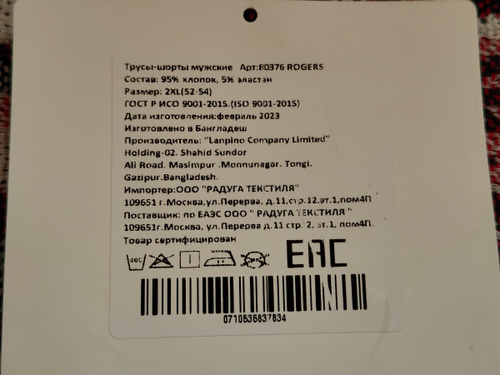 Трусы-шорты мужские Арт:80376 ROGERS
Состав: 95% хлопок, 5% эластан
Размер: 2XL(52-54)
ГОСТ Р ИСО 9001-2015.(ISO 9001-2015)
Дата изготовления:февраль 2023
Изготовлено в Бангладеш
Производитель: "Lanpino Company Limited"
Holding-02. Shahid Sundor
Ali Road. Masimpur .Monnunagar. Tongi.
Gazipur.Bangladesh.
Импортер:ООО "РАДУГА ТЕКСТИЛЯ"
109651 г.Москва,ул.Перерва, д.11,стр.12,эт.1,пом4П
Поставщик: по ЕАЭС ООО " РАДУГА ТЕКСТИЛЯ "
109651г.Москва,ул.Перерва д.11 стр. 2, эт.1, пом4П.
Товар сертифицирован
EAC
0710535837834